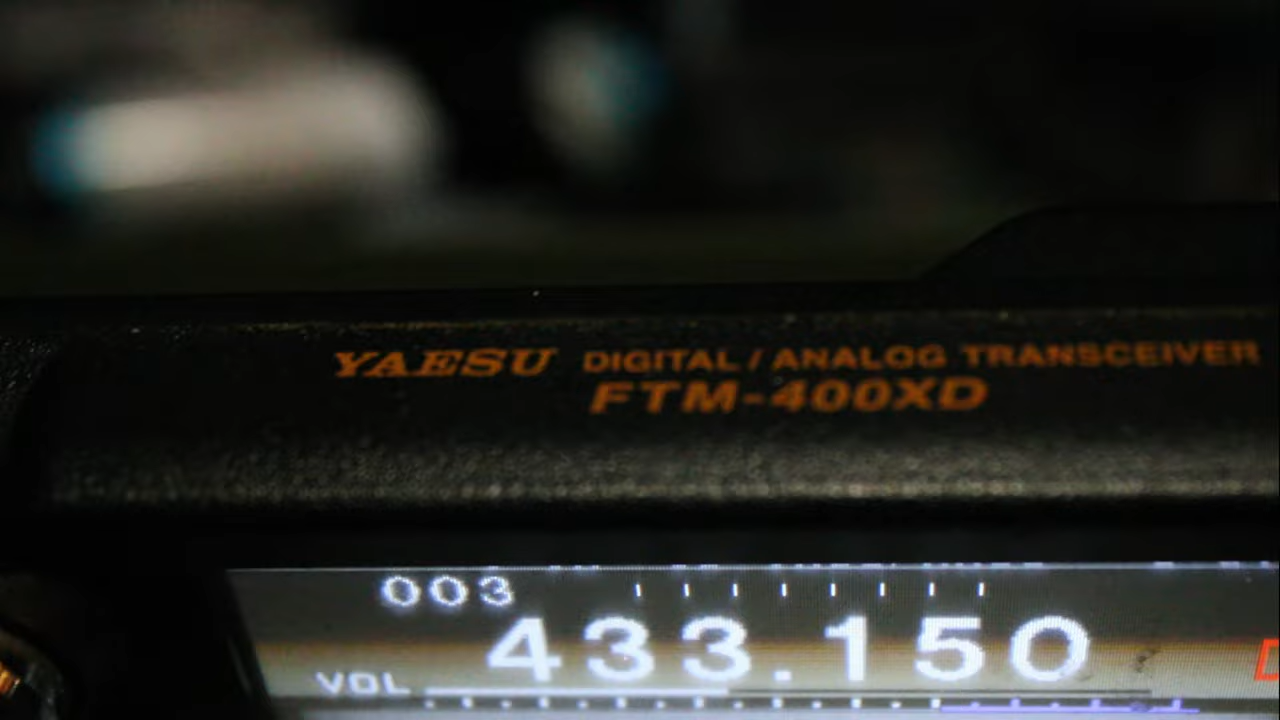 YAESU DIGITAL / ANALOG TRANSCEIVER
FTM-400XD
003
433.150
VOL